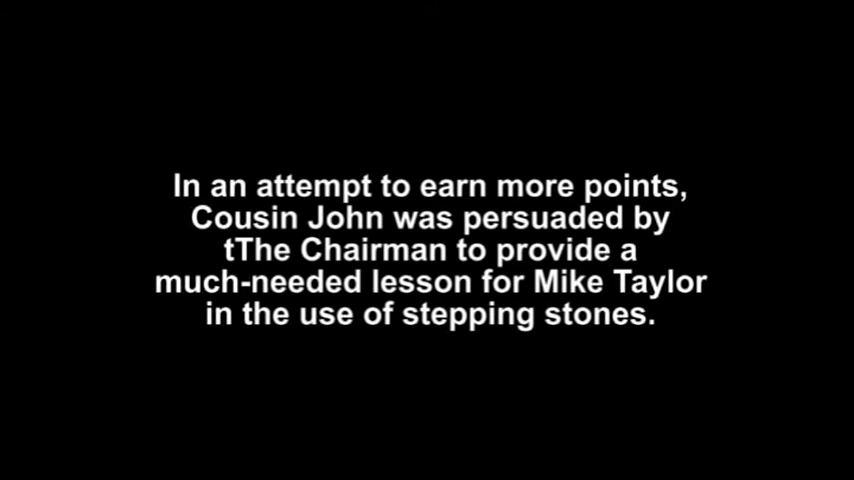 In an attempt to earn more points,
Cousin John was persuaded by
tThe Chairman to provide a
much-needed lesson for Mike Taylor
in the use of stepping stones.